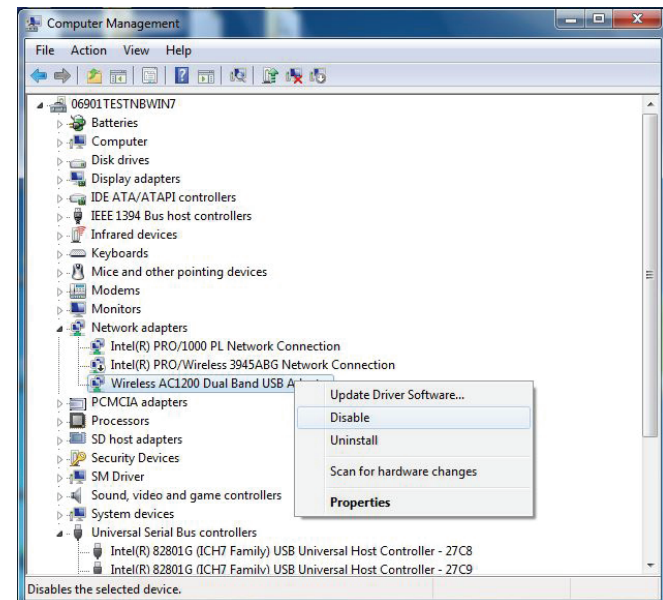 Computer Management
File Action View Help
06901TESTNBWIN7
Batteries
Computer
Disk drives
Display adapters
IDE ATA/ATAPI controllers
IEEE 1394 Bus host controllers
Infrared devices
Keyboards
Mice and other pointing devices
Modems
Monitors
Network adapters
Intel(R) PRO/1000 PL Network Connection
Intel(R) PRO/Wireless 3945ABG Network Connection
Wireless AC1200 Dual Band USB
Update Driver Software...
PCMCIA adapters
Disable
Processors
Uninstall
SD host adapters
Security Devices
Scan for hardware changes
SM Driver
Sound, video and game controllers
Properties
System devices
Universal Serial Bus controllers
Intel(R) 82801G (ICH7 Family) USB Universal Host Controller - 27C8
Intel(R) 82801G (ICH7 Family) USB Universal Host Controller - 27C9
Disables the selected device.